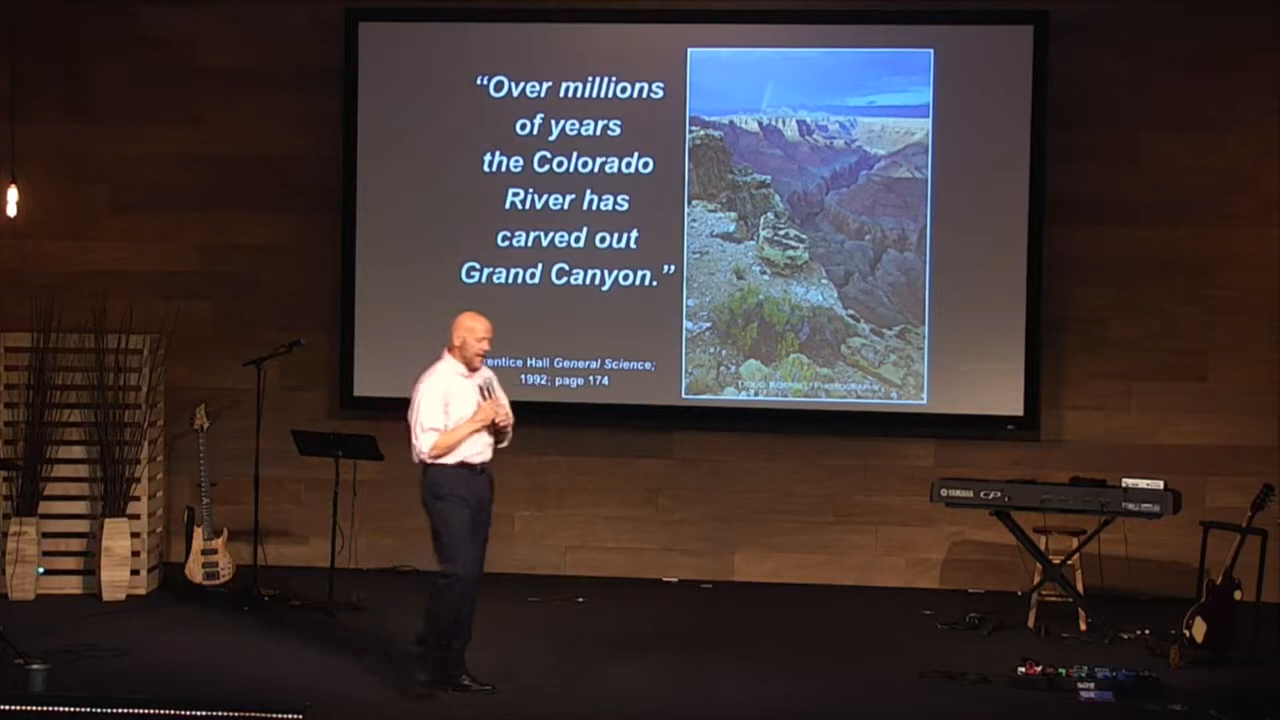 “Over millions
of years
the Colorado
River has
carved out
Grand Canyon.”
rentice Hall General Science;
1992; page 174
YAMAHA CP